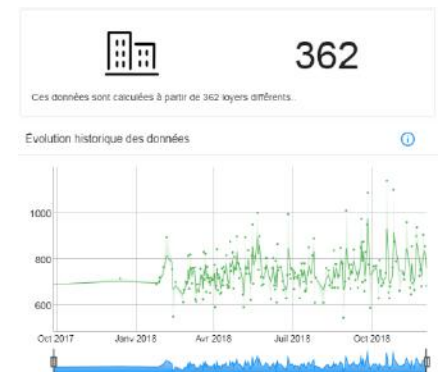 362
Ces données sont calculées à partir de 362 loyers différents.
Évolution historique des données
1000
800
600
Oct 2017
Janv 2018
Avr 2018
Juil 2018
Oct 2018